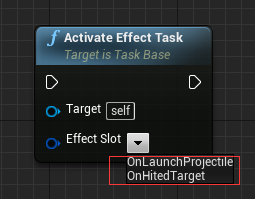 Activate Effect Task
Target is Task Base
Target self
Effect Slot
OnLaunchProjectile
OnHitedTarget